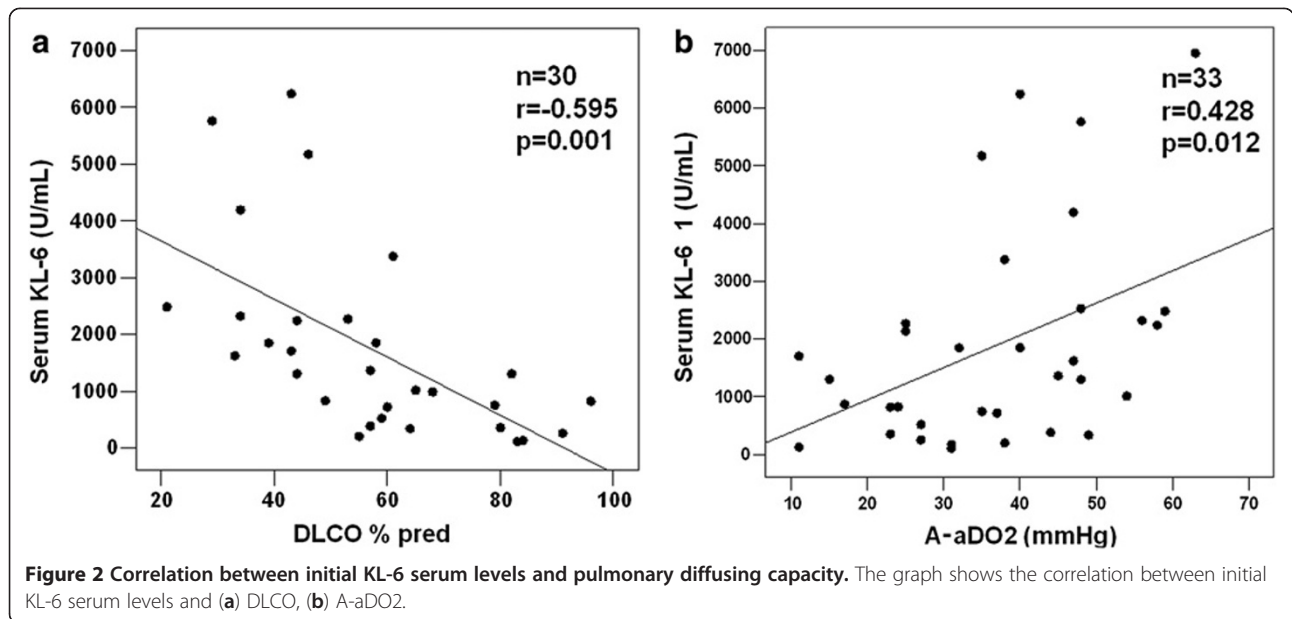 a
7000
6000
5000
4000
3000
2000
1000
0
Serum KL-6 (U/mL)
n=30
r=-0.595
p=0.001
20 40 60 80 100
DLCO % pred
b
7000
6000
5000
4000
3000
2000
1000
0
Serum KL-6 1 (U/mL)
n=33
r=0.428
p=0.012
10 20 30 40 50 60 70
A-aDO2 (mmHg)
Figure 2 Correlation between initial KL-6 serum levels and pulmonary diffusing capacity. The graph shows the correlation between initial
KL-6 serum levels and (a) DLCO, (b) A-aDO2.